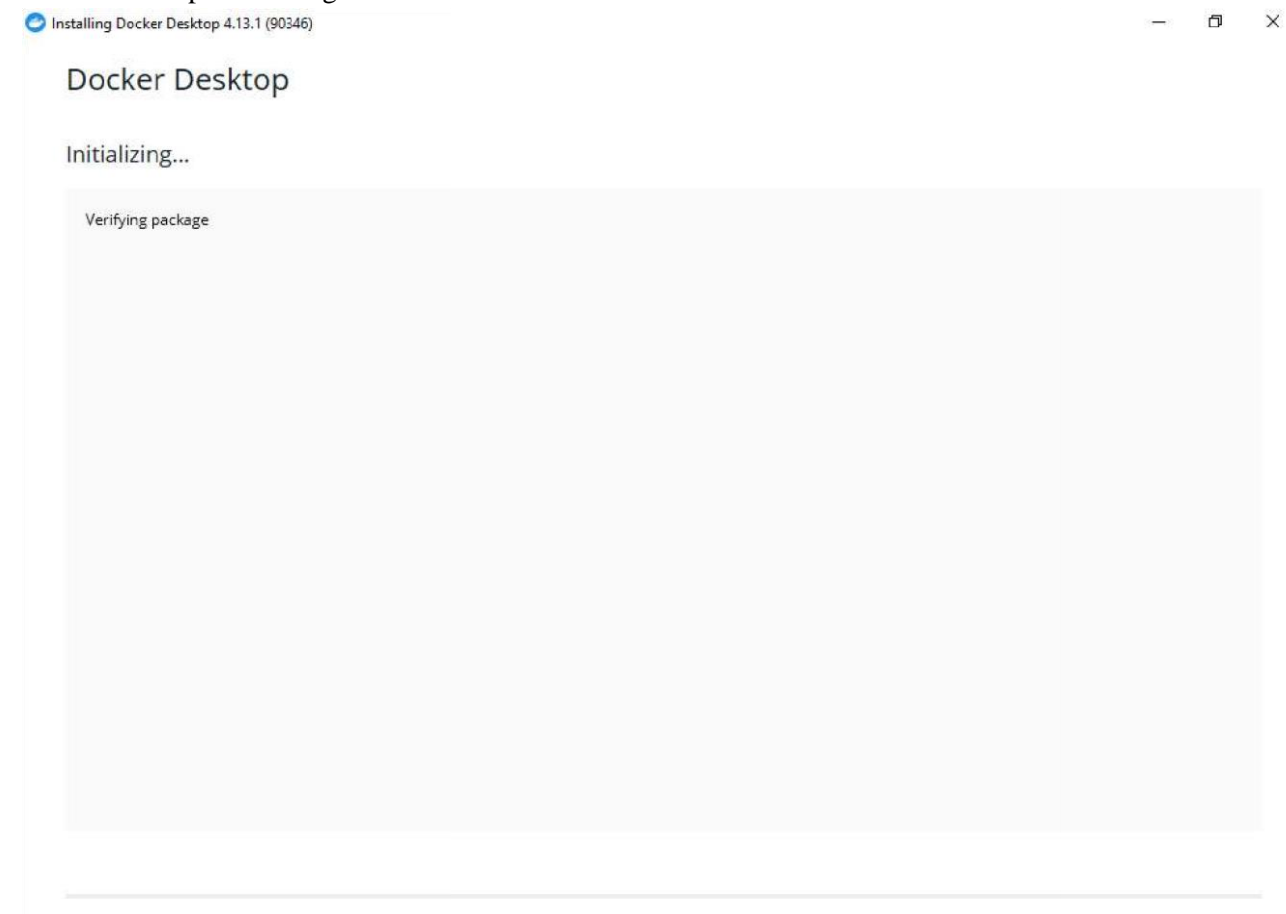 Installing Docker Desktop 4.13.1 (90346)
Docker Desktop
Initializing...
Verifying package